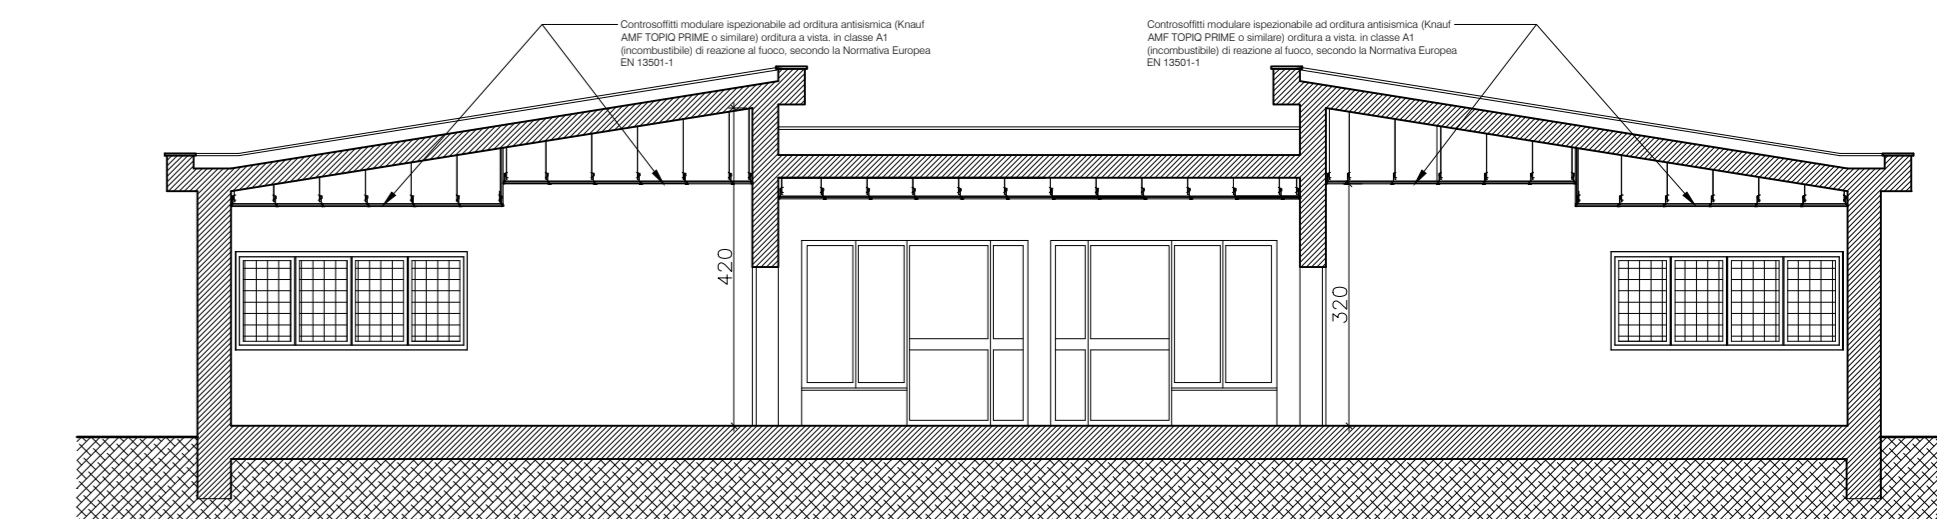 Controsoffitti modulare ispezionabile ad orditura antisismica (Knauf
AMF TOPIQ PRIME o similare) orditura a vista. in classe A1
(incombustibile) di reazione al fuoco, secondo la Normativa Europea
EN 13501-1
Controsoffitti modulare ispezionabile ad orditura antisismica (Knauf
AMF TOPIQ PRIME o similare) orditura a vista. in classe A1
(incombustibile) di reazione al fuoco, secondo la Normativa Europea
EN 13501-1
420
320